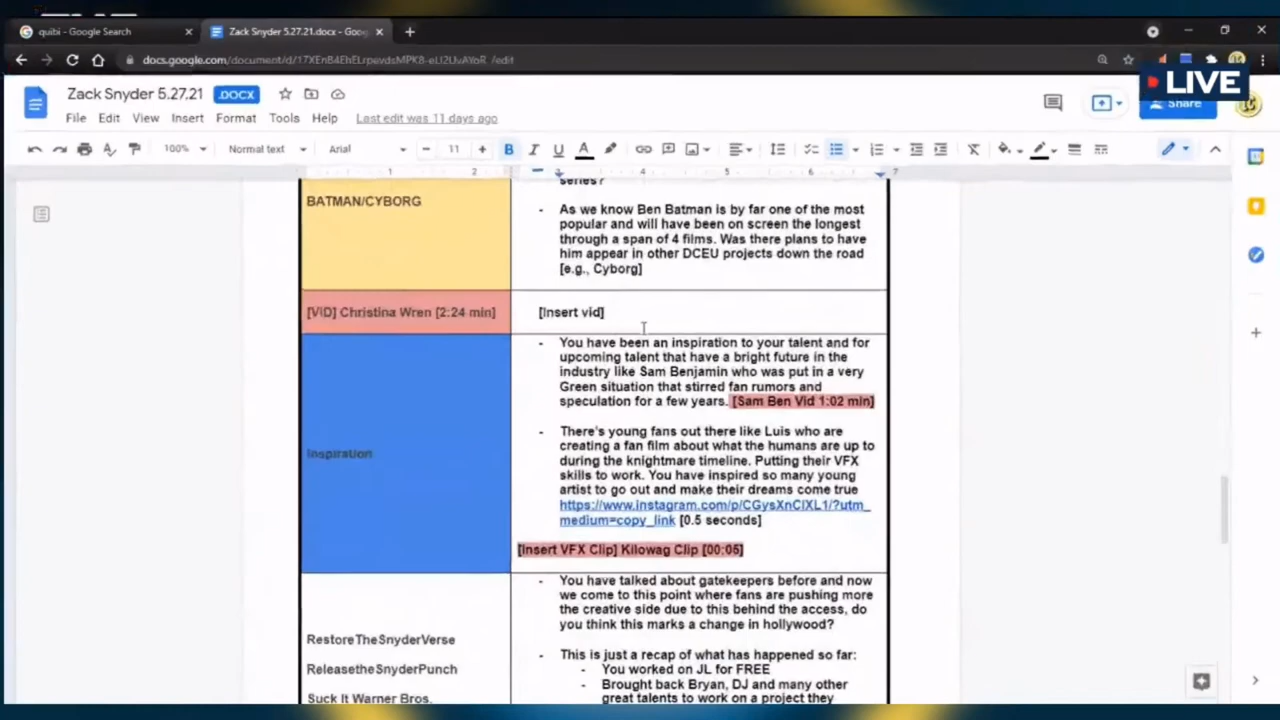 quibi - Google Search
Zack Snyder 5.27.21.docx - Goog
LIVE
Zack Snyder 5.27.21
.DOCX
Share
File Edit View Insert Format Tools Help Last edit was 11 days ago
100% Normal text Arial 11
1 2 4 5 6 7
series?
BATMAN/CYBORG
- As we know Ben Batman is by far one of the most
popular and will have been on screen the longest
through a span of 4 films. Was there plans to have
him appear in other DCEU projects down the road
[e.g., Cyborg]
[VID] Christina Wren [2:24 min]
[Insert vid]
Inspiration
- You have been an inspiration to your talent and for
upcoming talent that have a bright future in the
industry like Sam Benjamin who was put in a very
Green situation that stirred fan rumors and
speculation for a few years. [Sam Ben Vid 1:02 min]
- There's young fans out there like Luis who are
creating a fan film about what the humans are up to
during the knightmare timeline. Putting their VFX
skills to work. You have inspired so many young
artist to go out and make their dreams come true
https://www.instagram.com/p/CGysXnCIXL1/?utm_
medium=copy_link [0.5 seconds]
[Insert VFX Clip] Kilowag Clip [00:05]
RestoreTheSnyderVerse
ReleasetheSnyderPunch
Suck It Warner Bros.
- You have talked about gatekeepers before and now
we come to this point where fans are pushing more
the creative side due to this behind the access, do
you think this marks a change in hollywood?
- This is just a recap of what has happened so far:
- You worked on JL for FREE
- Brought back Bryan, DJ and many other
great talents to work on a project they